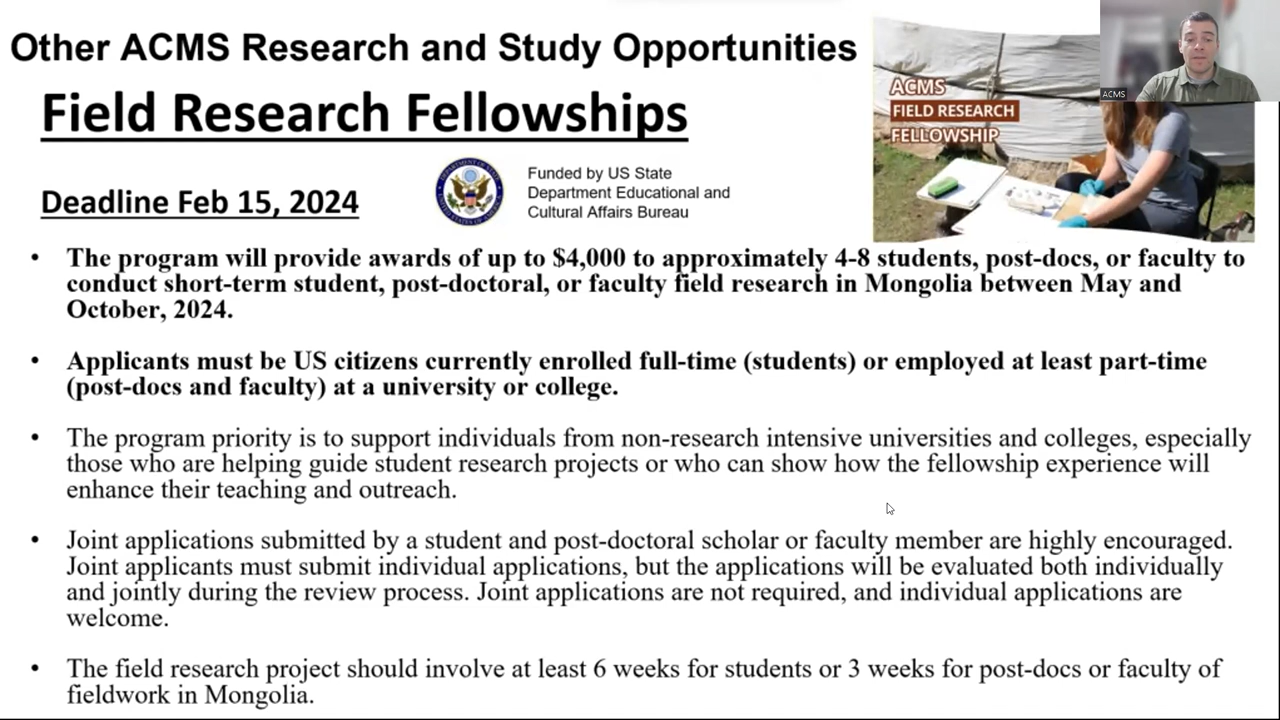 Other ACMS Research and Study Opportunities
Field Research Fellowships
Deadline Feb 15, 2024
Funded by US State
Department Educational and
Cultural Affairs Bureau
ACMS
FIELD RESEARCH
FELLOWSHIP
ACMS
• The program will provide awards of up to $4,000 to approximately 4-8 students, post-docs, or faculty to
conduct short-term student, post-doctoral, or faculty field research in Mongolia between May and
October, 2024.
• Applicants must be US citizens currently enrolled full-time (students) or employed at least part-time
(post-docs and faculty) at a university or college.
• The program priority is to support individuals from non-research intensive universities and colleges, especially
those who are helping guide student research projects or who can show how the fellowship experience will
enhance their teaching and outreach.
• Joint applications submitted by a student and post-doctoral scholar or faculty member are highly encouraged.
Joint applicants must submit individual applications, but the applications will be evaluated both individually
and jointly during the review process. Joint applications are not required, and individual applications are
welcome.
• The field research project should involve at least 6 weeks for students or 3 weeks for post-docs or faculty of
fieldwork in Mongolia.